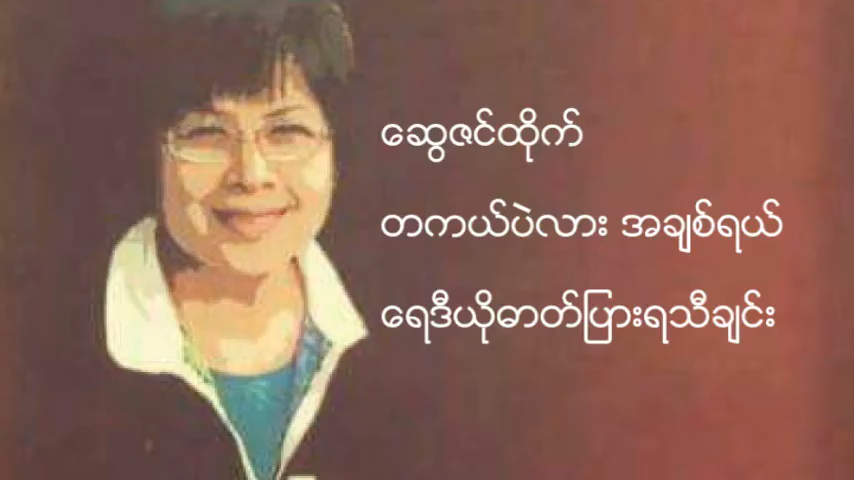 ဆွေဇင်ထိုက်
တကယ်ပဲလား အချစ်ရယ်
ရေဒီယိုဓာတ်ပြားရသီချင်း